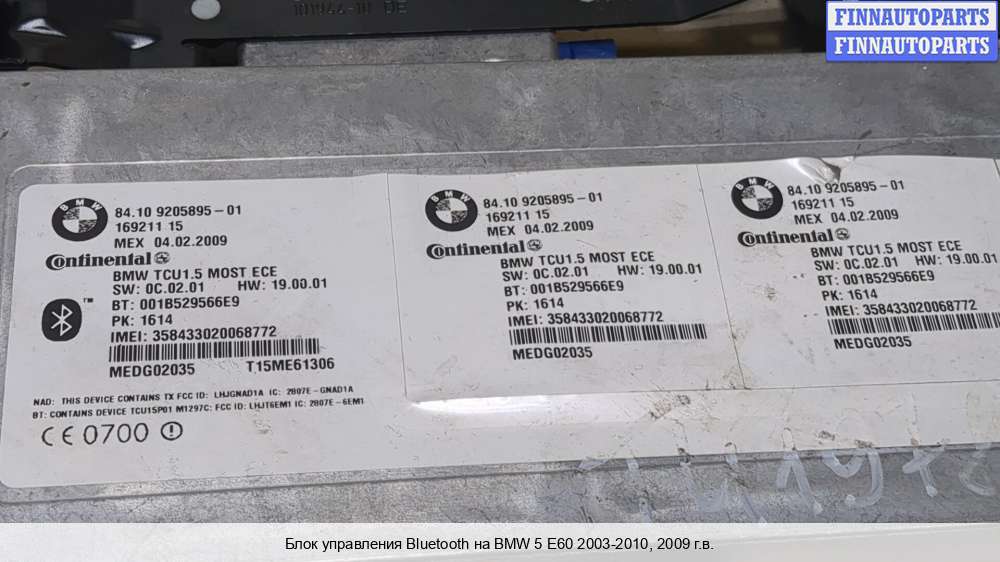 101944-10 DE
FINNAUTOPARTS
FINNAUTOPARTS
BMW
84.10 9205895-01
169211 15
MEX 04.02.2009
Continental
BMW TCU1.5 MOST ECE
SW: 0C.02.01 HW: 19.00.01
BT: 001B529566E9
PK: 1614
IMEI: 358433020068772
MEDG02035 T15ME61306
NAD: THIS DEVICE CONTAINS TX FCC ID: LHJGNAD1A IC: 2807E-GNAD1A
BT: CONTAINS DEVICE TCU15P01 M1297C: FCC ID: LHJT6EM1 IC: 2807E-6EM1
CE 0700
BMW
84.10 9205895-01
169211 15
MEX 04.02.2009
Continental
BMW TCU1.5 MOST ECE
SW: 0C.02.01 HW: 19.00.01
BT: 001B529566E9
PK: 1614
IMEI: 358433020068772
MEDG02035
BMW
84.10 9205895-01
169211 15
MEX 04.02.2009
Continental
BMW TCU1.5 MOST ECE
SW: 0C.02.01 HW: 19.00.01
BT: 001B529566E9
PK: 1614
IMEI: 358433020068772
MEDG02035
Блок управления Bluetooth на BMW 5 E60 2003-2010, 2009 г.в.